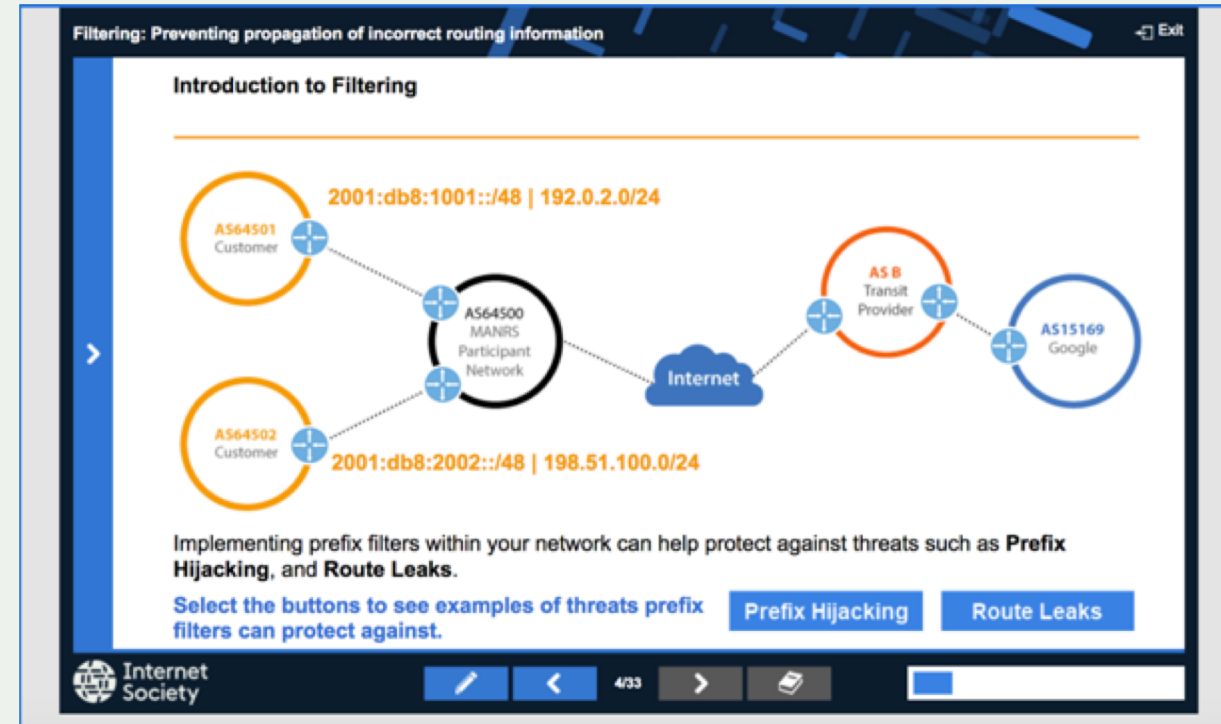 Filtering: Preventing propagation of incorrect routing information
Exit
Introduction to Filtering
2001:db8:1001::/48 | 192.0.2.0/24
AS64501
Customer
AS64500
MANRS
Participant
Network
Internet
AS B
Transit
Provider
AS15169
Google
AS64502
Customer
2001:db8:2002::/48 | 198.51.100.0/24
Implementing prefix filters within your network can help protect against threats such as Prefix
Hijacking, and Route Leaks.
Select the buttons to see examples of threats prefix
filters can protect against.
Prefix Hijacking
Route Leaks
Internet
Society
4/33